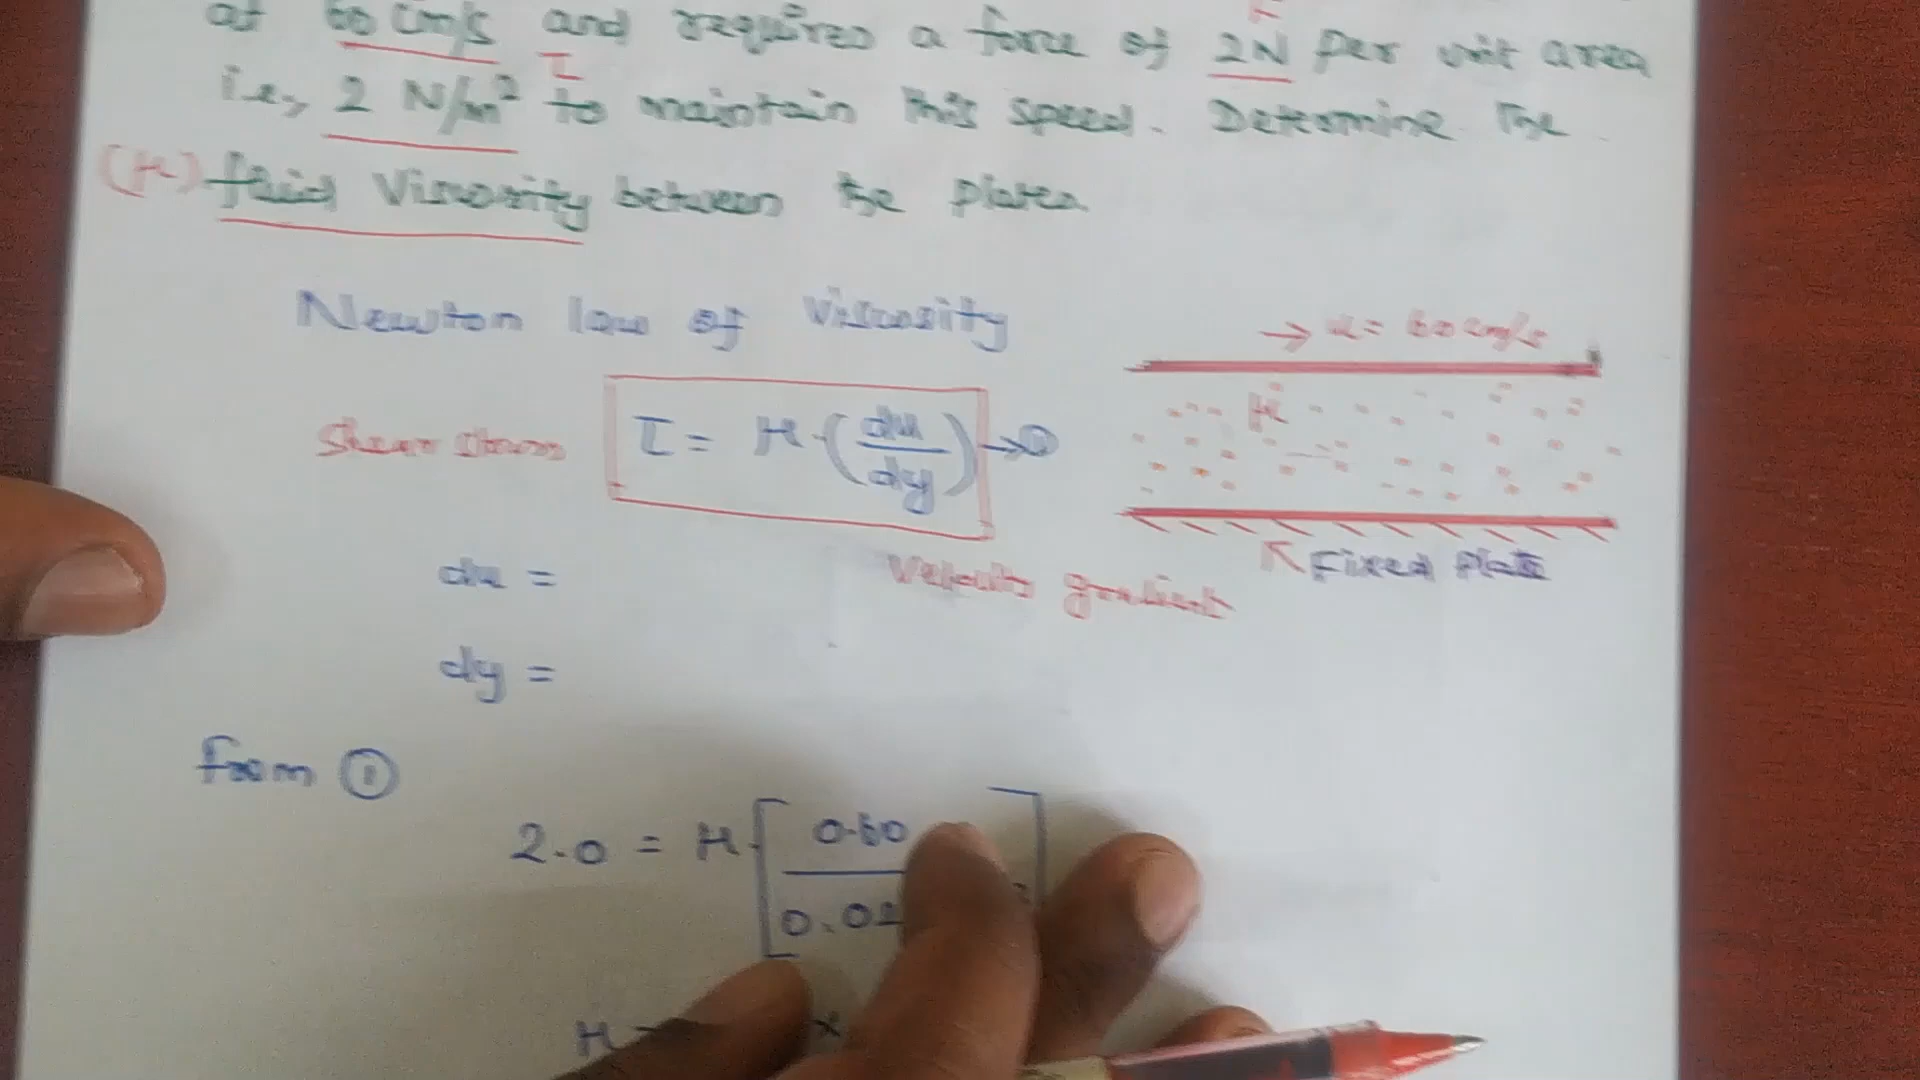 at 60 cm/s and requires a force of 2N per unit area
F
τ
i.e., 2 N/m² to maintain this speed. Determine the
(μ) fluid viscosity between the plates
Newton law of viscosity
→ u = 60 cm/s
Shear stress τ = μ·(du/dy) → ①
μ
Fixed plate
Velocity gradient
du =
dy =
from ①
2.0 = μ· [0.60
0.02
μ
×